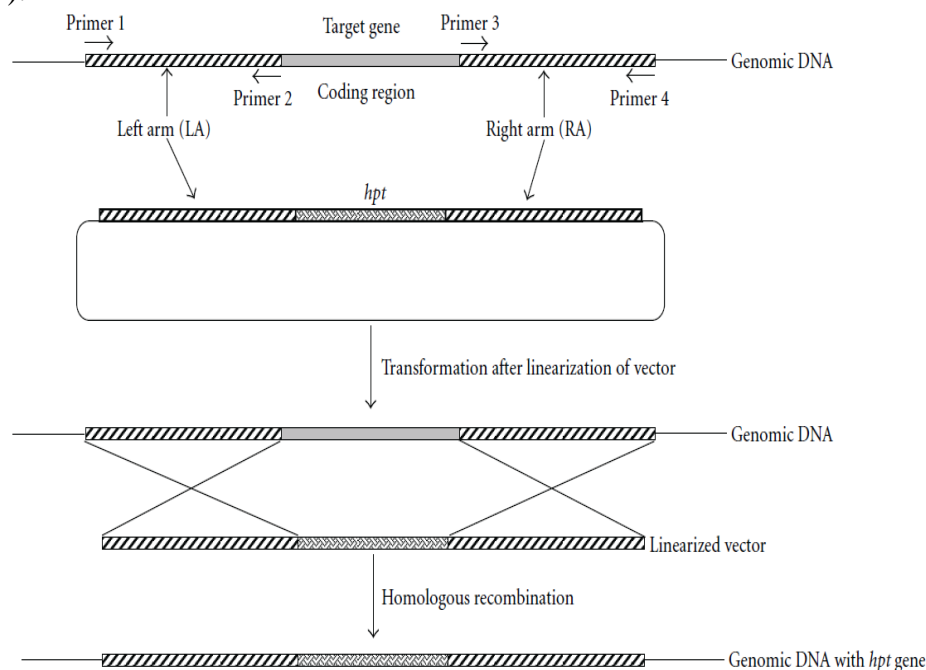 ).
Primer 1
Target gene
Primer 3
Genomic DNA
Primer 2
Coding region
Primer 4
Left arm (LA)
Right arm (RA)
hpt
Transformation after linearization of vector
Genomic DNA
Linearized vector
Homologous recombination
Genomic DNA with hpt gene